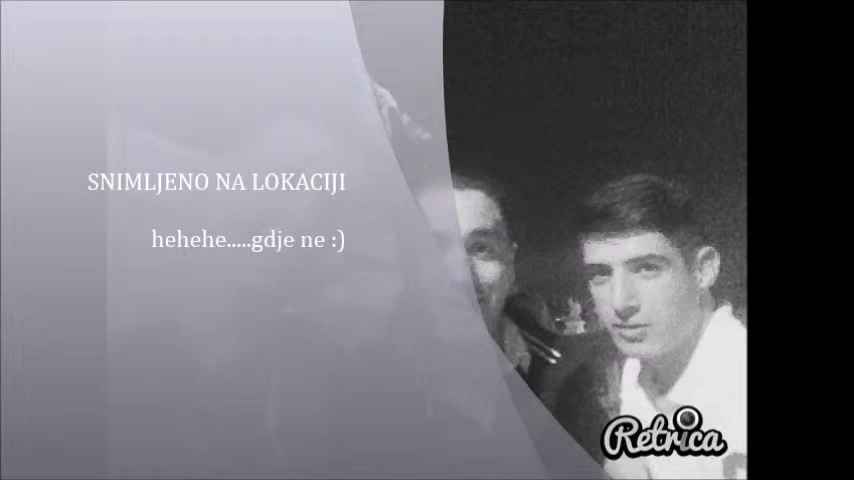 SNIMLJENO NA LOKACIJI
hehehe.....gdje ne :)
Retrica